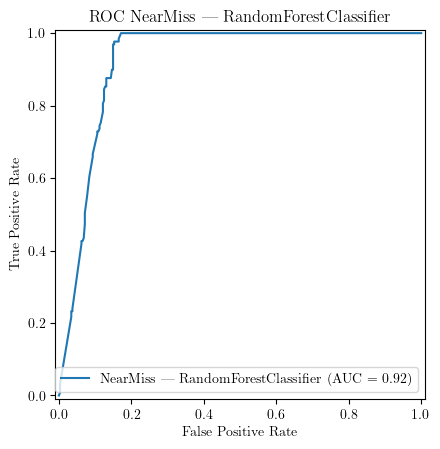 ROC NearMiss — RandomForestClassifier
True Positive Rate
1.0
0.8
0.6
0.4
0.2
0.0
NearMiss — RandomForestClassifier (AUC = 0.92)
0.0 0.2 0.4 0.6 0.8 1.0
False Positive Rate